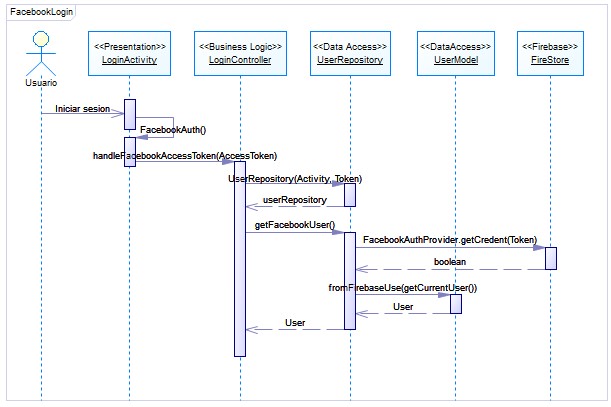 FacebookLogin
<<Presentation>>
LoginActivity
<<Business Logic>>
LoginController
<<Data Access>>
UserRepository
<<DataAccess>>
UserModel
<<Firebase>>
FireStore
Usuario
Iniciar sesion
FacebookAuth()
handleFacebookAccessToken(AccessToken)
UserRepository(Activity, Token)
userRepository
getFacebookUser()
FacebookAuthProvider.getCredent(Token)
boolean
fromFirebaseUse(getCurrentUser())
User
User